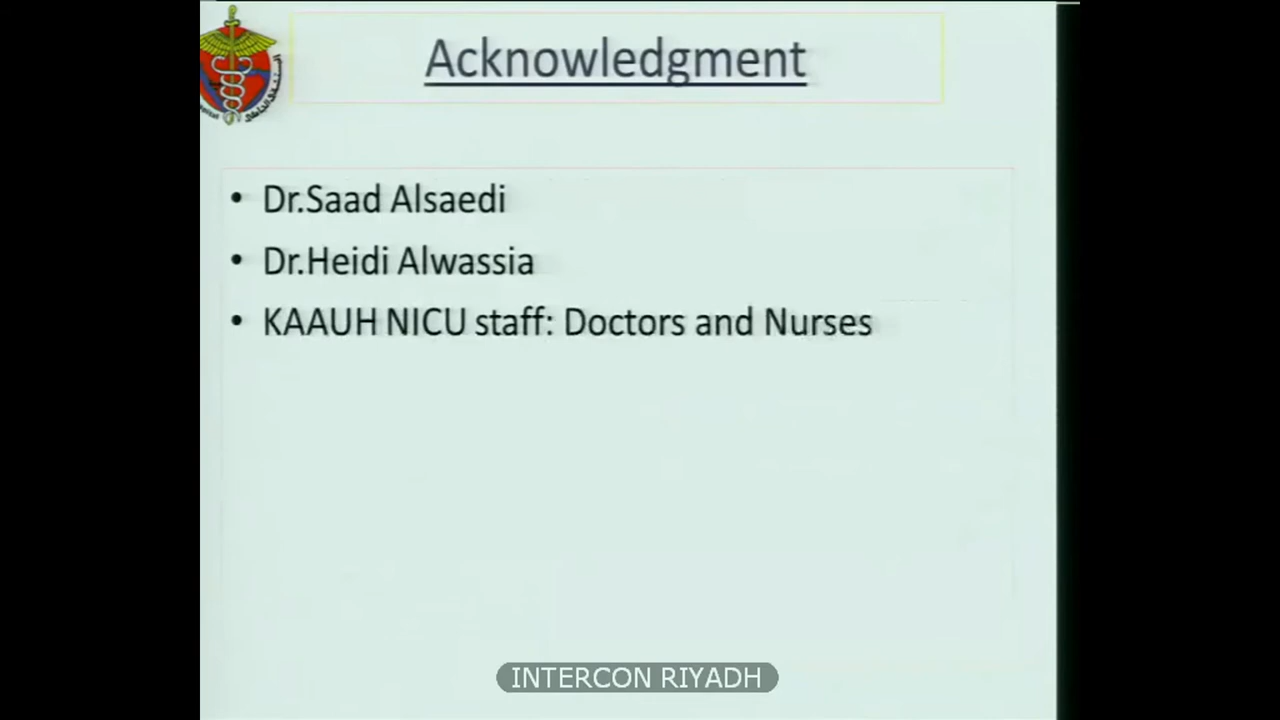 Acknowledgment
• Dr.Saad Alsaedi
• Dr.Heidi Alwassia
• KAAUH NICU staff: Doctors and Nurses
INTERCON RIYADH